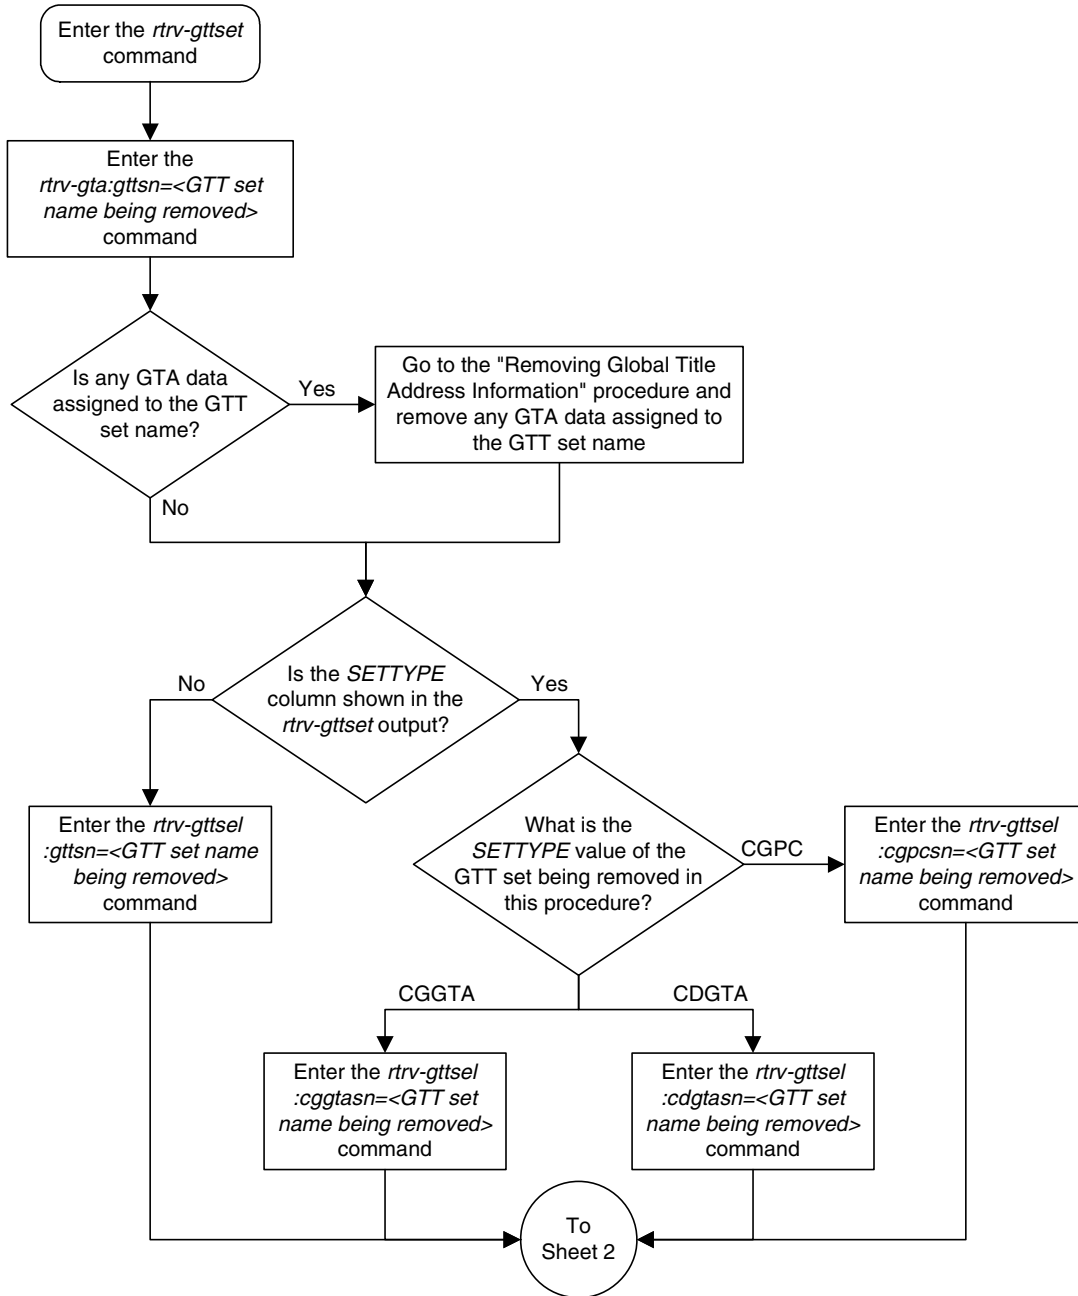 Enter the rtrv-gttset
command
Enter the
rtrv-gta:gttsn=<GTT set
name being removed>
command
Is any GTA data
assigned to the GTT
set name?
Yes
Go to the "Removing Global Title
Address Information" procedure and
remove any GTA data assigned to
the GTT set name
No
Is the SETTYPE
column shown in the
rtrv-gttset output?
No
Yes
Enter the rtrv-gttsel
:gttsn=<GTT set name
being removed>
command
What is the
SETTYPE value of the
GTT set being removed in
this procedure?
CGPC
Enter the rtrv-gttsel
:cgpcsn=<GTT set
name being removed>
command
CGGTA
CDGTA
Enter the rtrv-gttsel
:cggtasn=<GTT set
name being removed>
command
Enter the rtrv-gttsel
:cdgtasn=<GTT set
name being removed>
command
To
Sheet 2